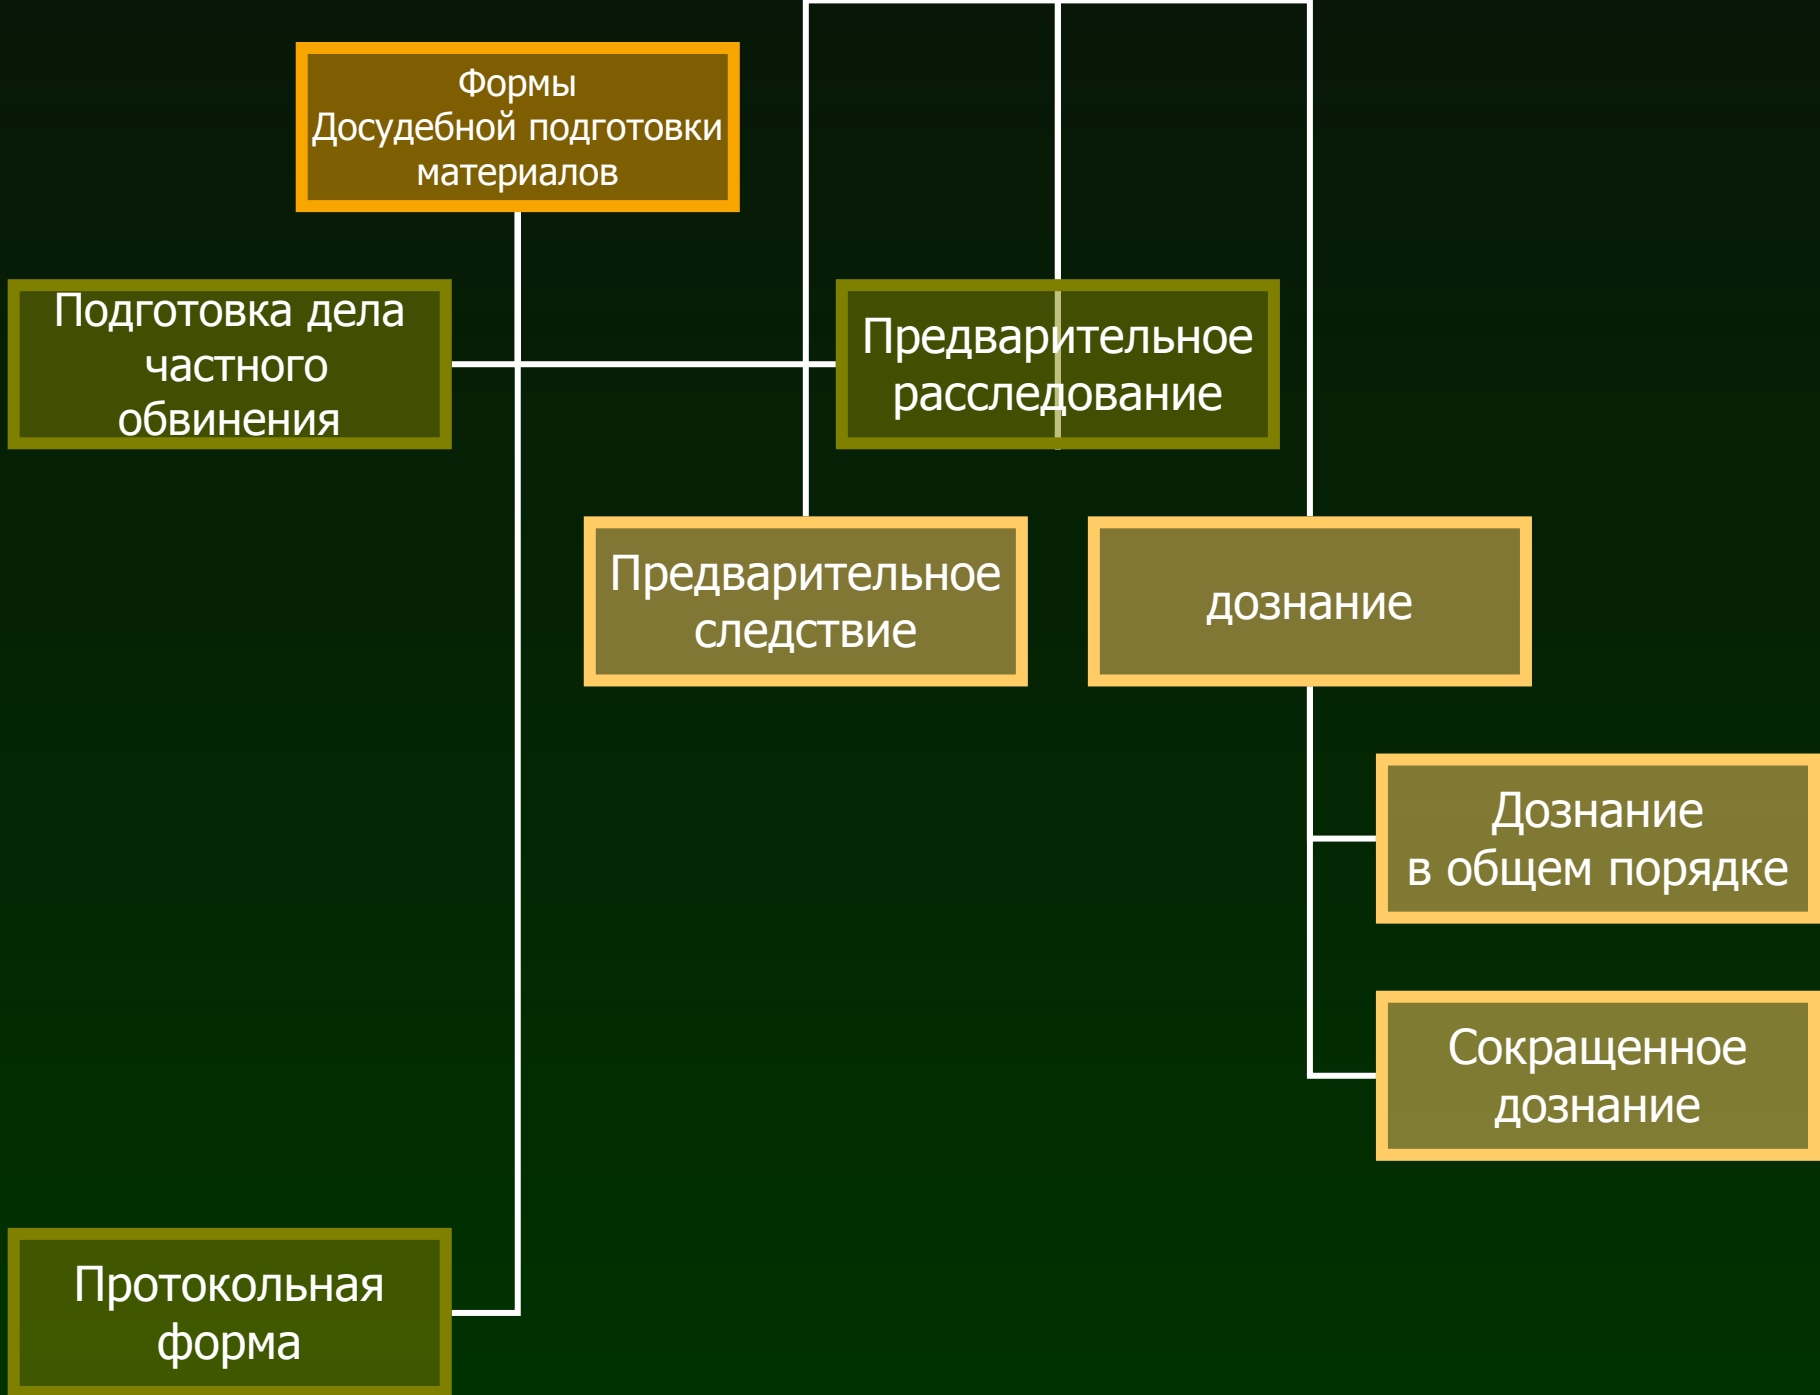 Формы
Досудебной подготовки
материалов
Подготовка дела
частного
обвинения
Предварительное
расследование
Предварительное
следствие
дознание
Дознание
в общем порядке
Сокращенное
дознание
Протокольная
форма